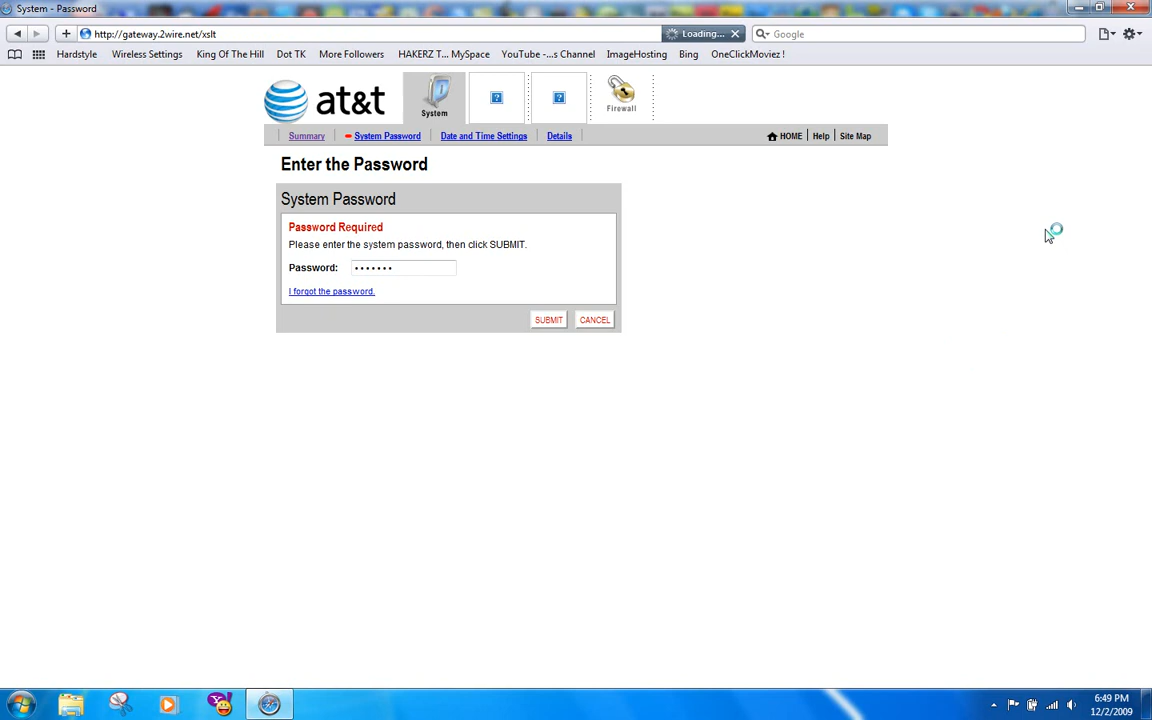 System - Password
http://gateway.2wire.net/xslt
Loading...
Google
Hardstyle
Wireless Settings
King Of The Hill
Dot TK
More Followers
HAKERZ T... MySpace
YouTube -...s Channel
ImageHosting
Bing
OneClickMoviez !
at&t
System
Firewall
Summary
System Password
Date and Time Settings
Details
HOME
Help
Site Map
Enter the Password
System Password
Password Required
Please enter the system password, then click SUBMIT.
Password: •••••••
I forgot the password.
SUBMIT
CANCEL
6:49 PM
12/2/2009